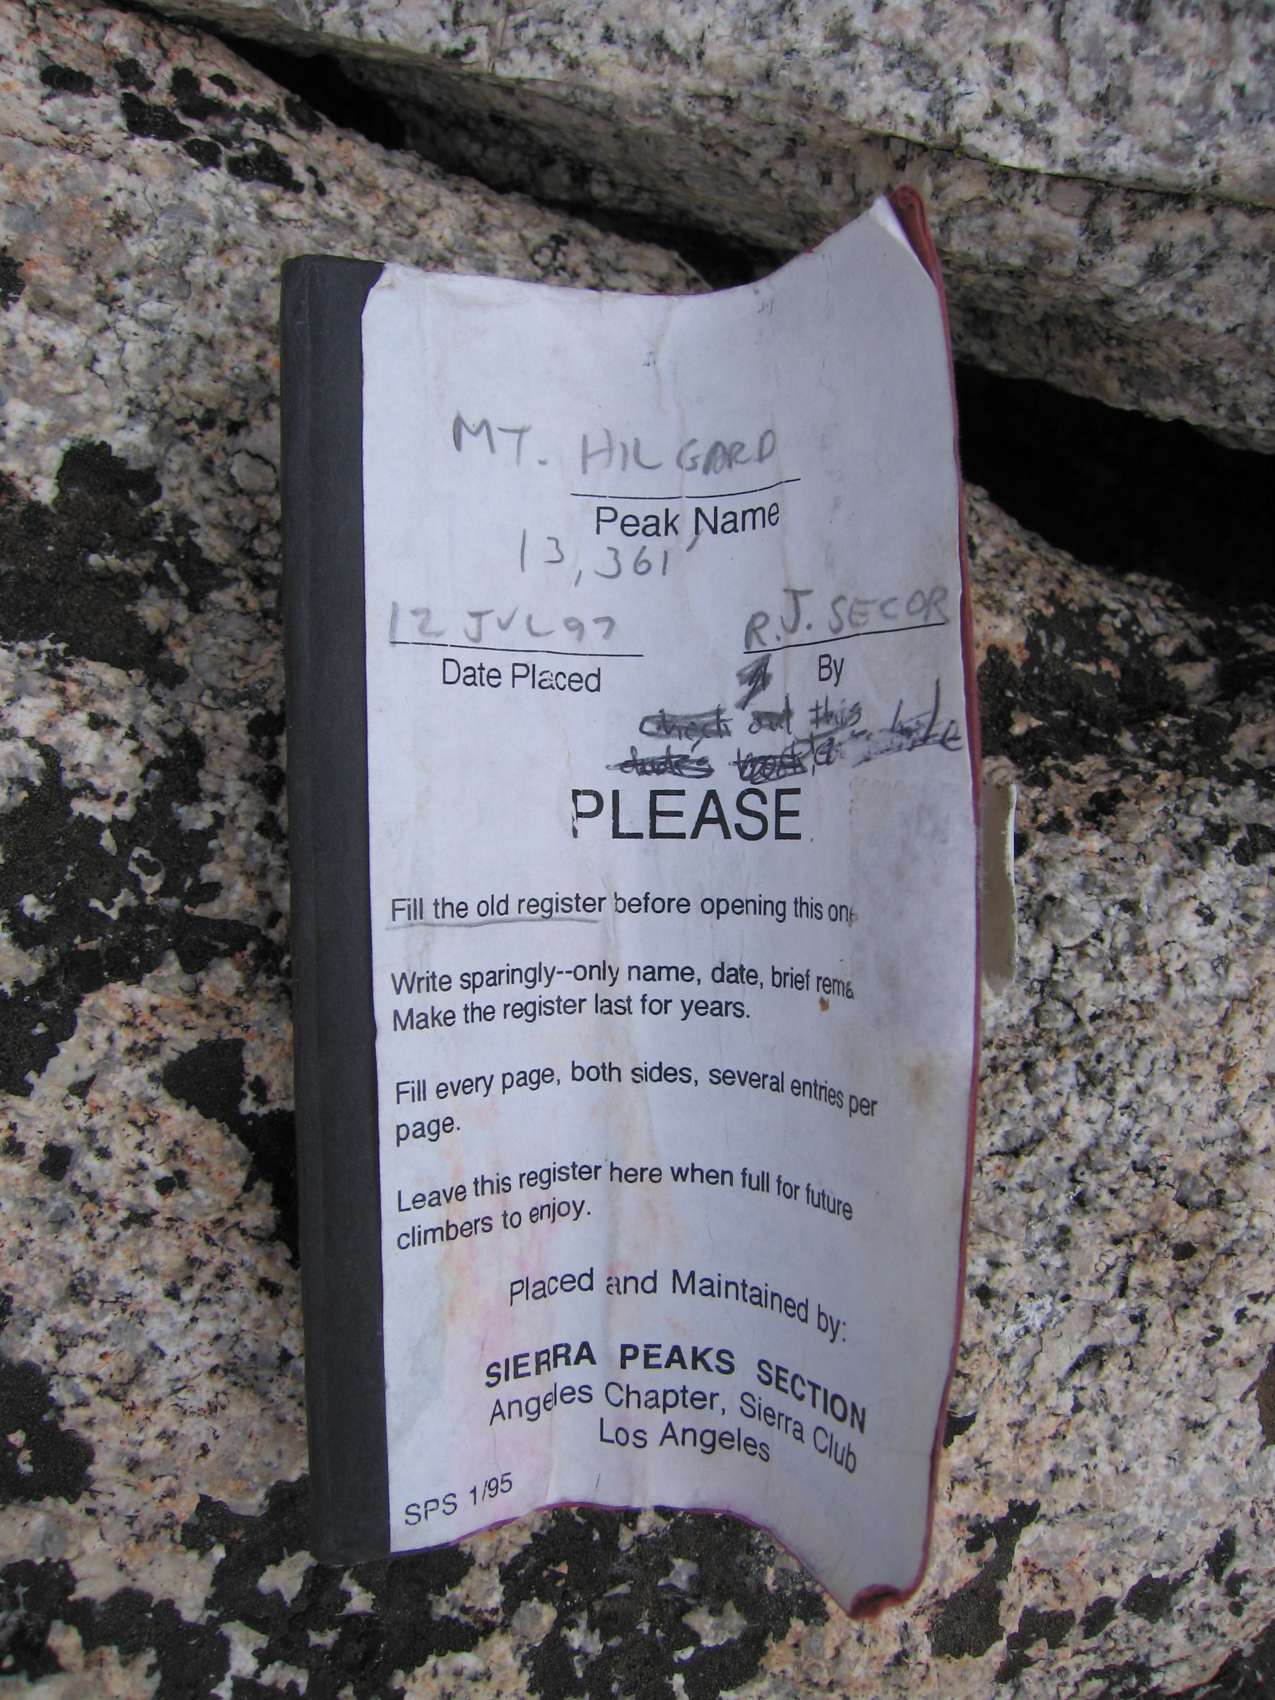 MT. HILGARD
Peak Name
13,361'
12 JUL 97 R.J. SECOR
Date Placed By
check out this
PLEASE
Fill the old register before opening this one
Write sparingly--only name, date, brief rema
Make the register last for years.
Fill every page, both sides, several entries per
page.
Leave this register here when full for future
climbers to enjoy.
Placed and Maintained by:
SIERRA PEAKS SECTION
Angeles Chapter, Sierra Club
Los Angeles
SPS 1/95